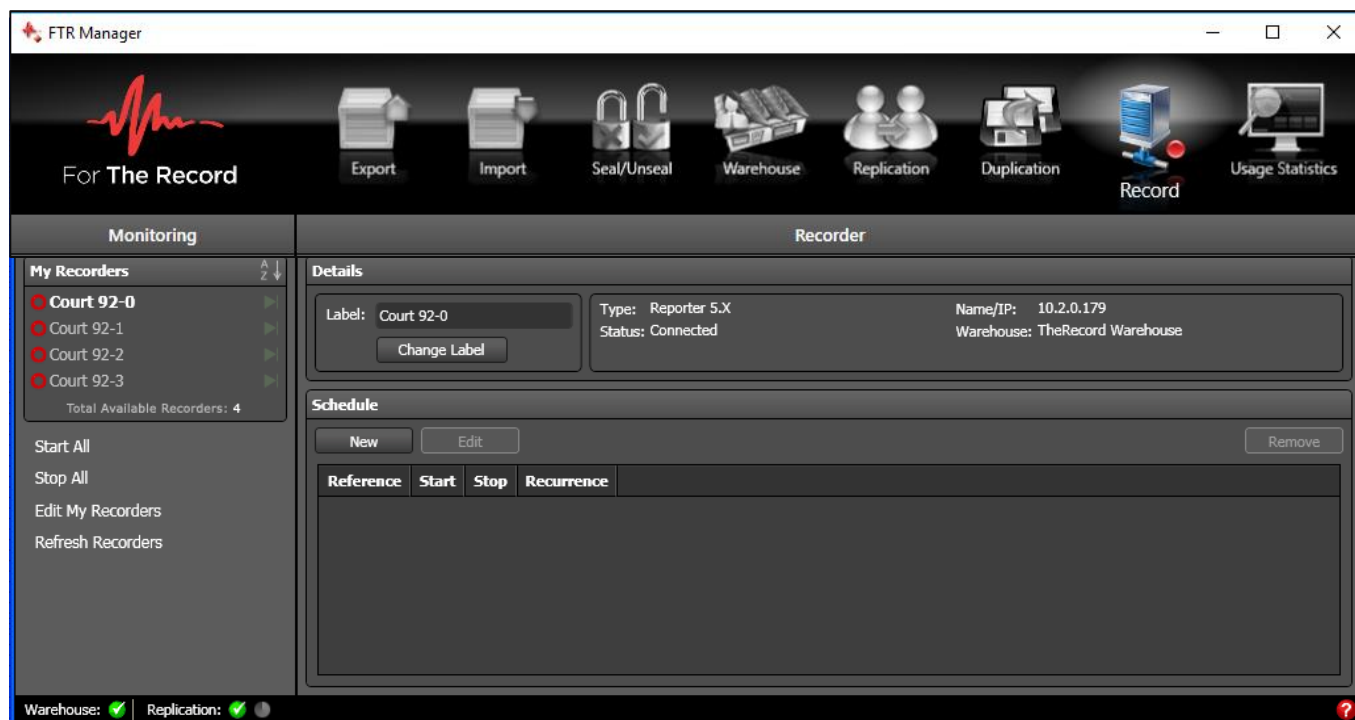 FTR Manager
For The Record
Export
Import
Seal/Unseal
Warehouse
Replication
Duplication
Record
Usage Statistics
Monitoring
Recorder
My Recorders
A
Z
Court 92-0
Court 92-1
Court 92-2
Court 92-3
Total Available Recorders: 4
Start All
Stop All
Edit My Recorders
Refresh Recorders
Details
Label: Court 92-0
Change Label
Type: Reporter 5.X
Status: Connected
Name/IP: 10.2.0.179
Warehouse: TheRecord Warehouse
Schedule
New
Edit
Remove
Reference Start Stop Recurrence
Warehouse:
Replication:
?